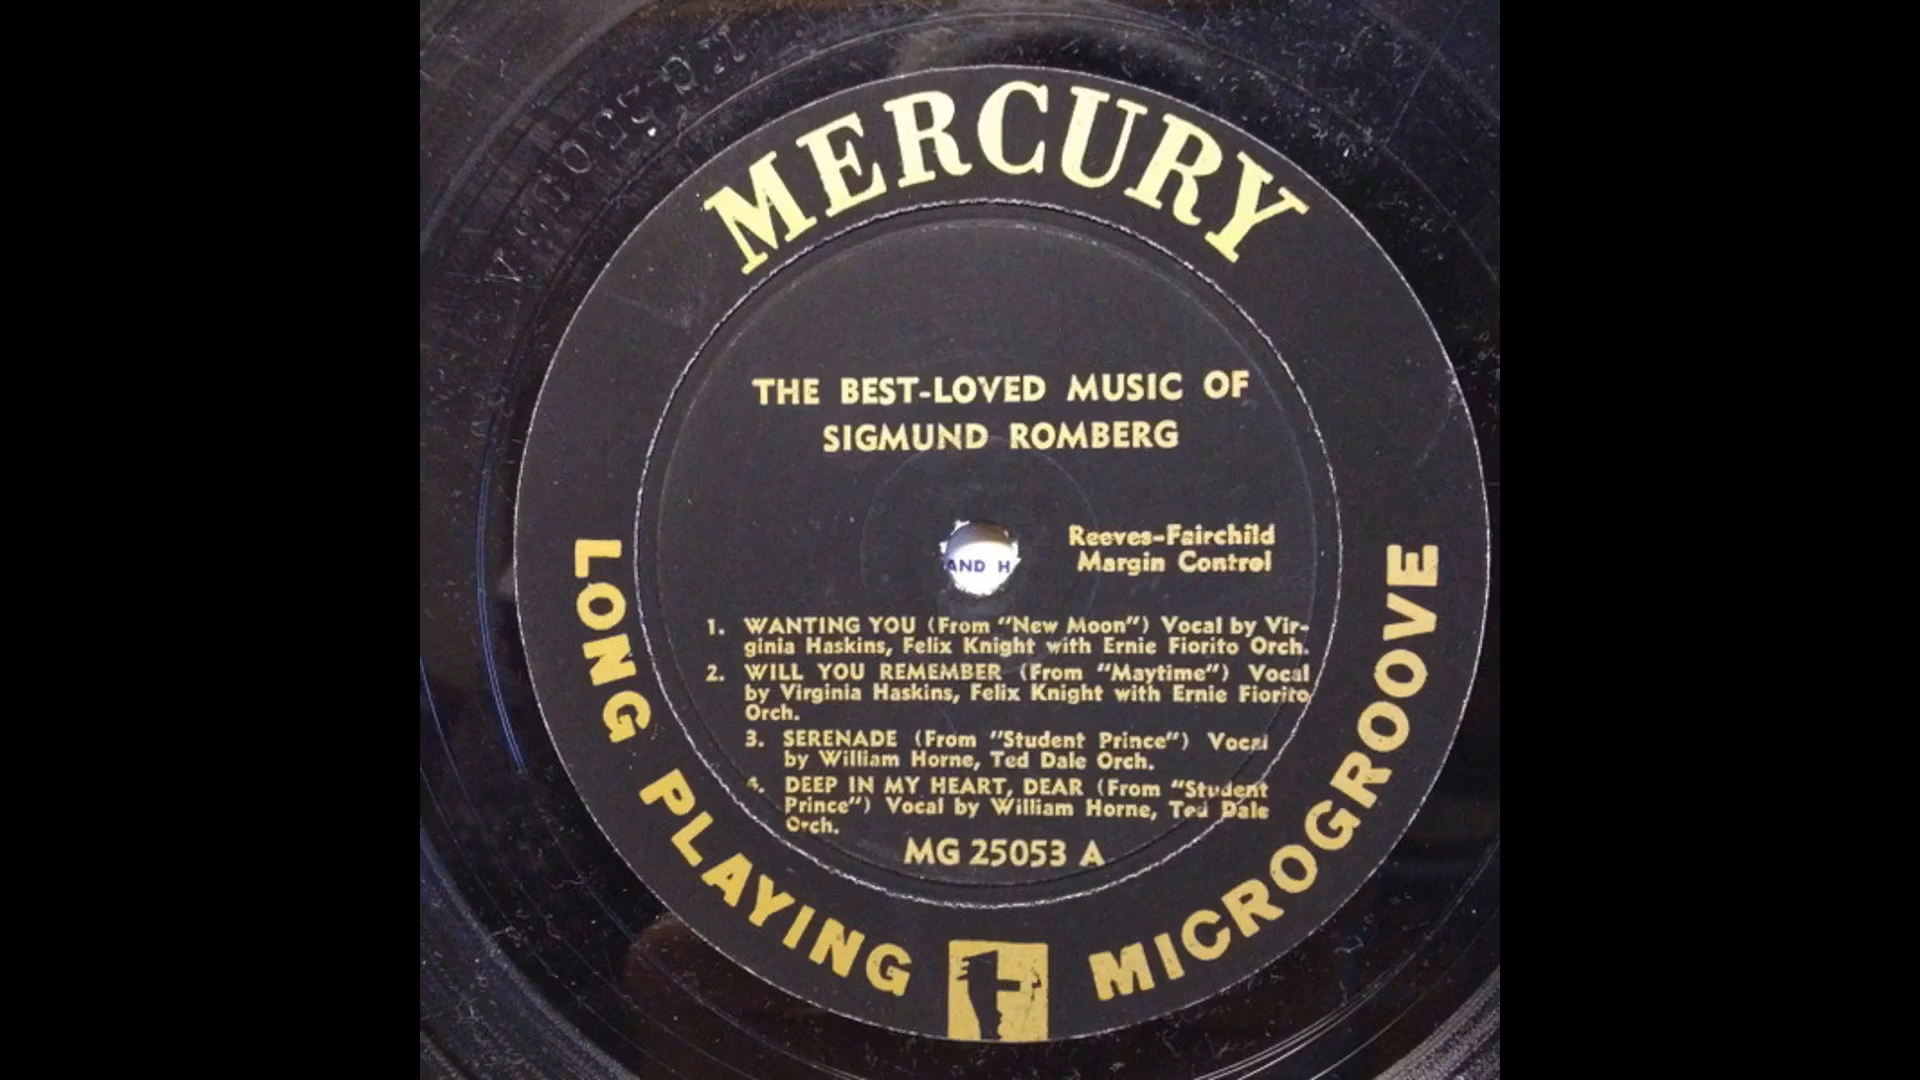 MERCURY
THE BEST-LOVED MUSIC OF
SIGMUND ROMBERG
Reeves-Fairchild
Margin Control
AND H
1. WANTING YOU (From "New Moon") Vocal by Vir-
ginia Haskins, Felix Knight with Ernie Fiorito Orch.
2. WILL YOU REMEMBER (From "Maytime") Vocal
by Virginia Haskins, Felix Knight with Ernie Fiorito
Orch.
3. SERENADE (From "Student Prince") Vocal
by William Horne, Ted Dale Orch.
4. DEEP IN MY HEART, DEAR (From "Student
Prince") Vocal by William Horne, Ted Dale
Orch.
MG 25053 A
LONG PLAYING
MICROGROOVE